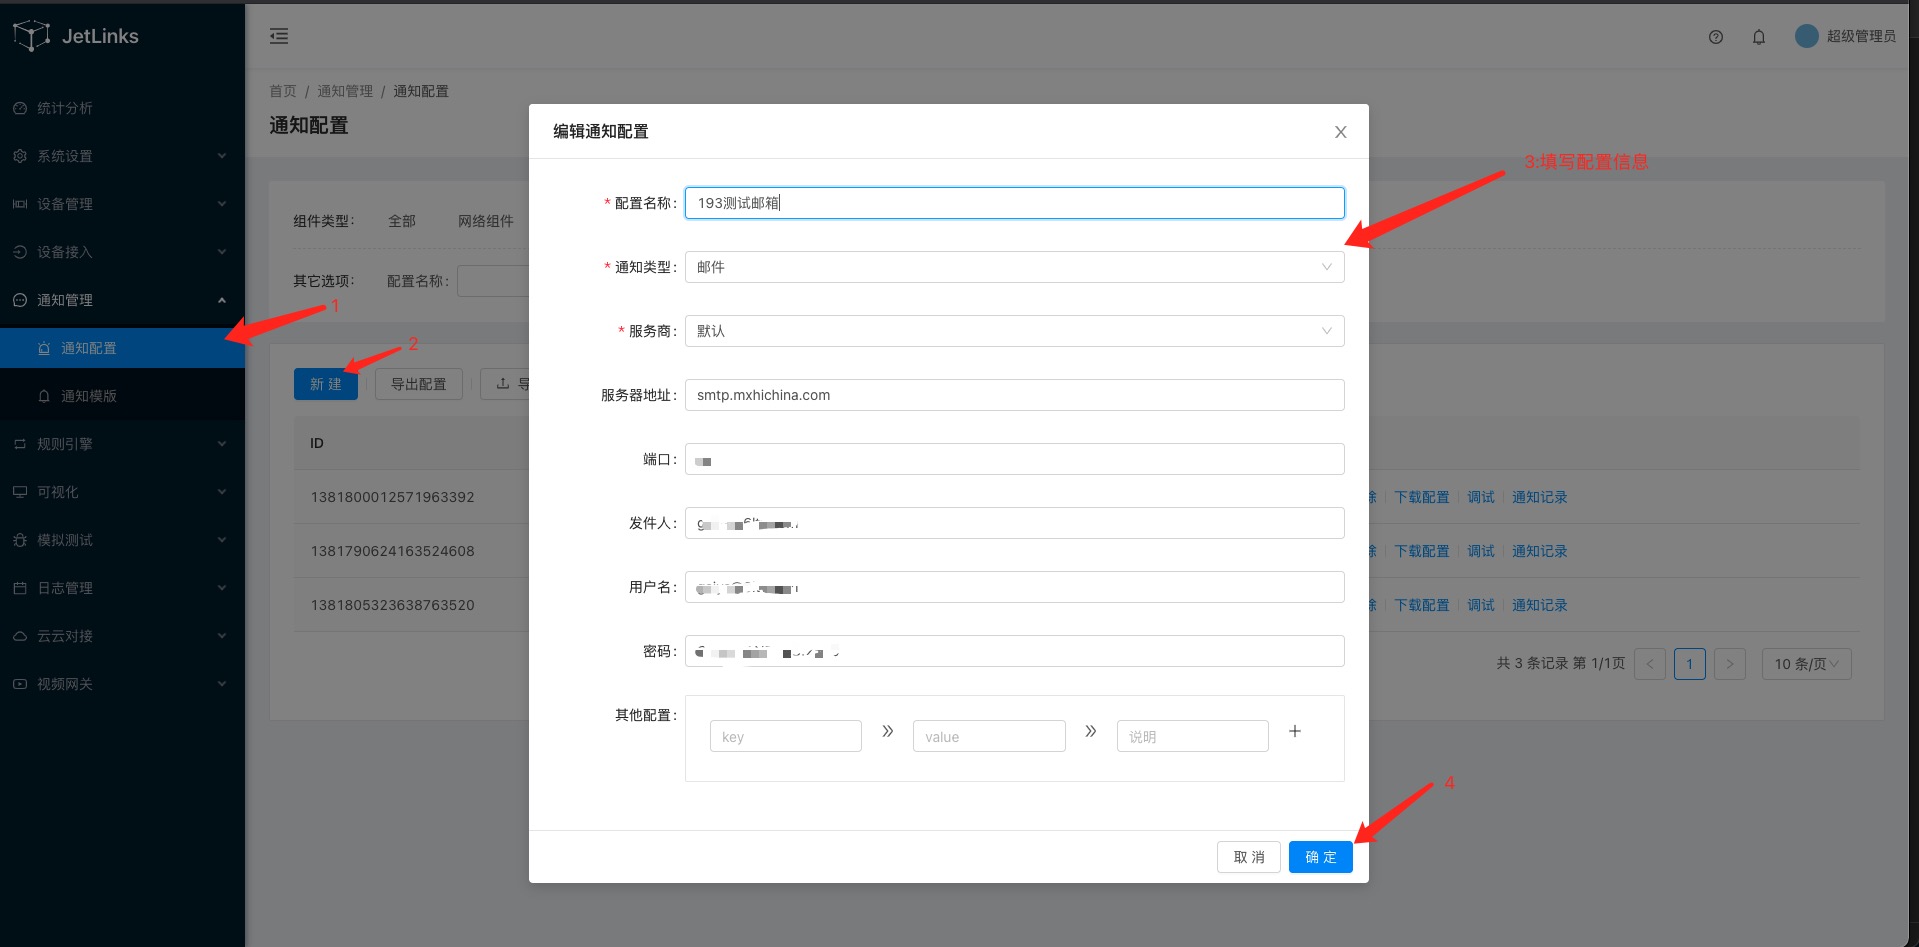 JetLinks
超级管理员
统计分析
系统设置
设备管理
设备接入
通知管理
通知配置
通知模版
规则引擎
可视化
模拟测试
日志管理
云云对接
视频网关
首页 / 通知管理 / 通知配置
通知配置
组件类型: 全部 网络组件
其它选项: 配置名称:
新建 导出配置
ID
1381800012571963392
下载配置 调试 通知记录
1381790624163524608
下载配置 调试 通知记录
1381805323638763520
下载配置 调试 通知记录
共 3 条记录 第 1/1页 < 1 > 10 条/页
编辑通知配置
* 配置名称: 193测试邮箱
* 通知类型: 邮件
* 服务商: 默认
服务器地址: smtp.mxhichina.com
端口:
发件人:
用户名:
密码:
其他配置: key value 说明
取消 确定
1
2
3:填写配置信息
4